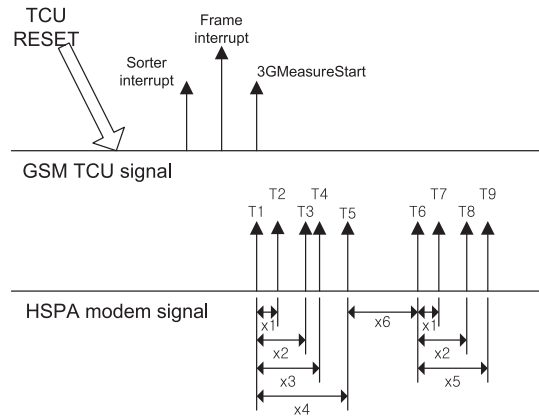 TCU
RESET
Frame
interrupt
Sorter
interrupt
3GMeasureStart
GSM TCU signal
T1
T2
T3
T4
T5
T6
T7
T8
T9
HSPA modem signal
x1
x2
x3
x4
x6
x1
x2
x5